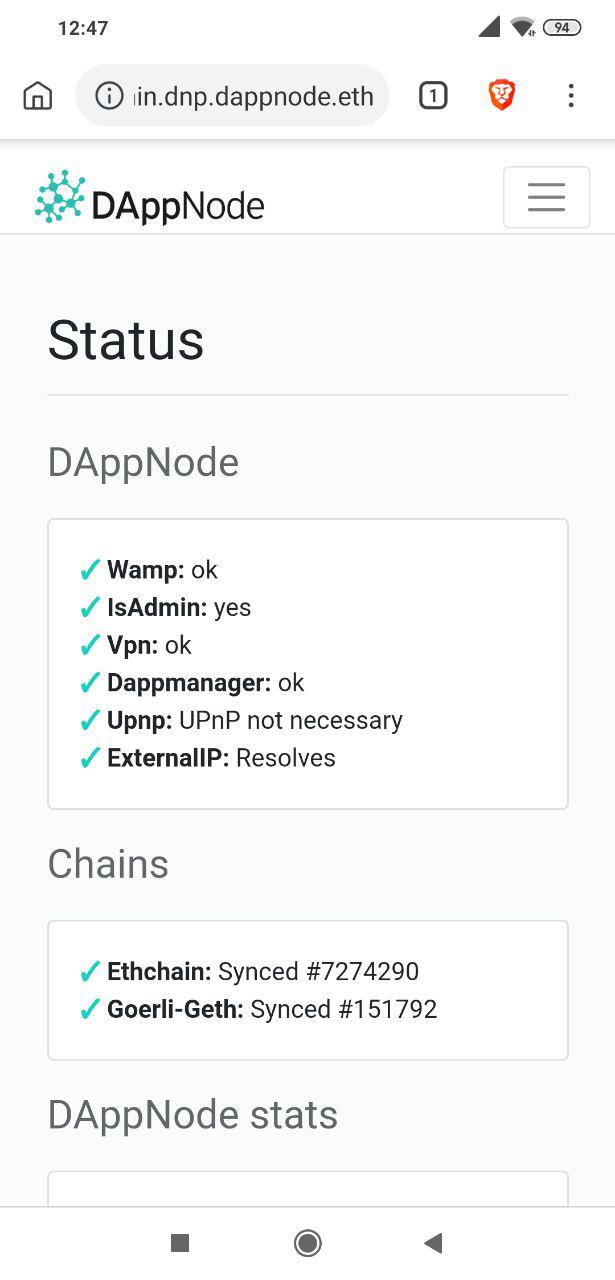 12:47
94
in.dnp.dappnode.eth
1
DAppNode
Status
DAppNode
✓ Wamp: ok
✓ IsAdmin: yes
✓ Vpn: ok
✓ Dappmanager: ok
✓ Upnp: UPnP not necessary
✓ ExternalIP: Resolves
Chains
✓ Ethchain: Synced #7274290
✓ Goerli-Geth: Synced #151792
DAppNode stats